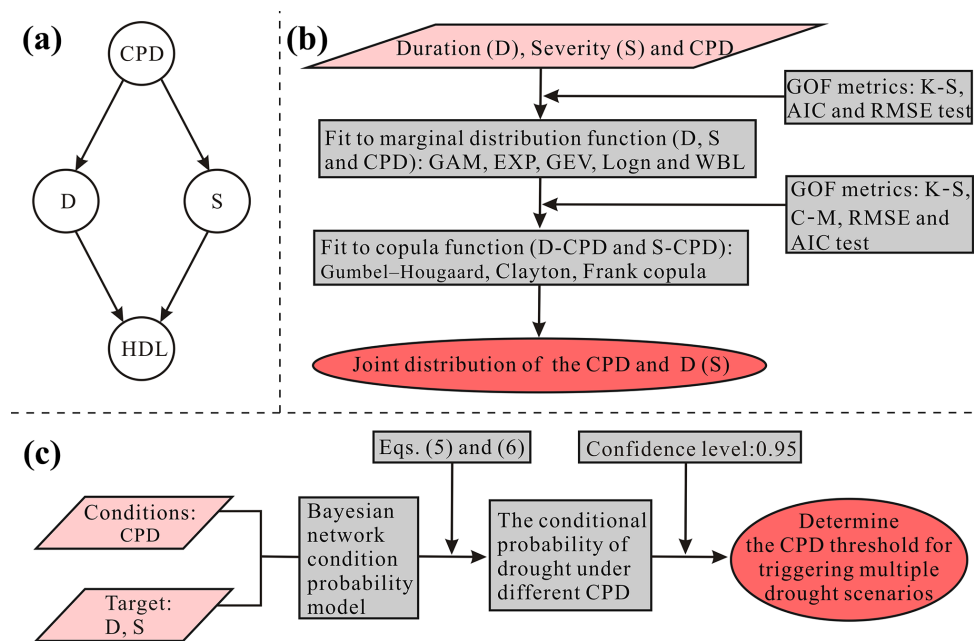 (a)
CPD
D
S
HDL
(b)
Duration (D), Severity (S) and CPD
GOF metrics: K-S,
AIC and RMSE test
Fit to marginal distribution function (D, S
and CPD): GAM, EXP, GEV, Logn and WBL
GOF metrics: K-S,
C-M, RMSE and
AIC test
Fit to copula function (D-CPD and S-CPD):
Gumbel–Hougaard, Clayton, Frank copula
Joint distribution of the CPD and D (S)
(c)
Eqs. (5) and (6)
Confidence level:0.95
Conditions:
CPD
Target:
D, S
Bayesian
network
condition
probability
model
The conditional
probability of
drought under
different CPD
Determine
the CPD threshold for
triggering multiple
drought scenarios